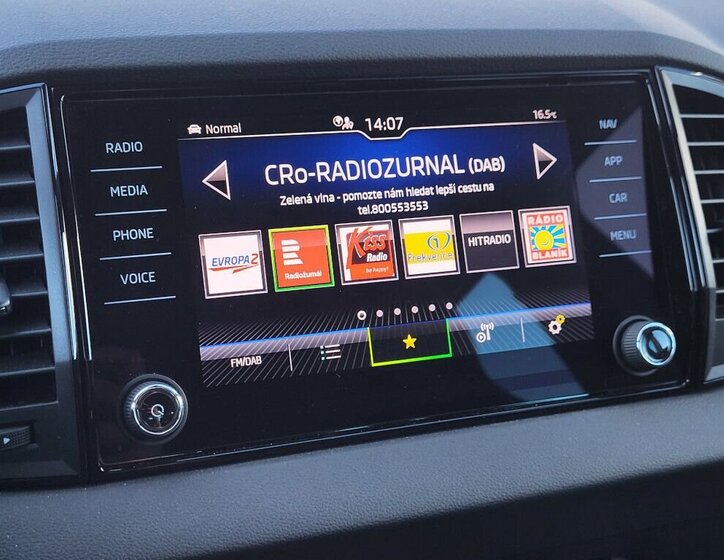 Normal
14:07
16.5°C
RADIO
MEDIA
PHONE
VOICE
CRo-RADIOZURNAL (DAB)
Zelená vlna - pomozte nám hledat lepší cestu na
tel.800553553
EVROPA 2
Radiožurnál
Kiss
Radio
be happy!
1
Frekvence
HITRADIO
RÁDIO
BLANÍK
FM/DAB
NAV
APP
CAR
MENU